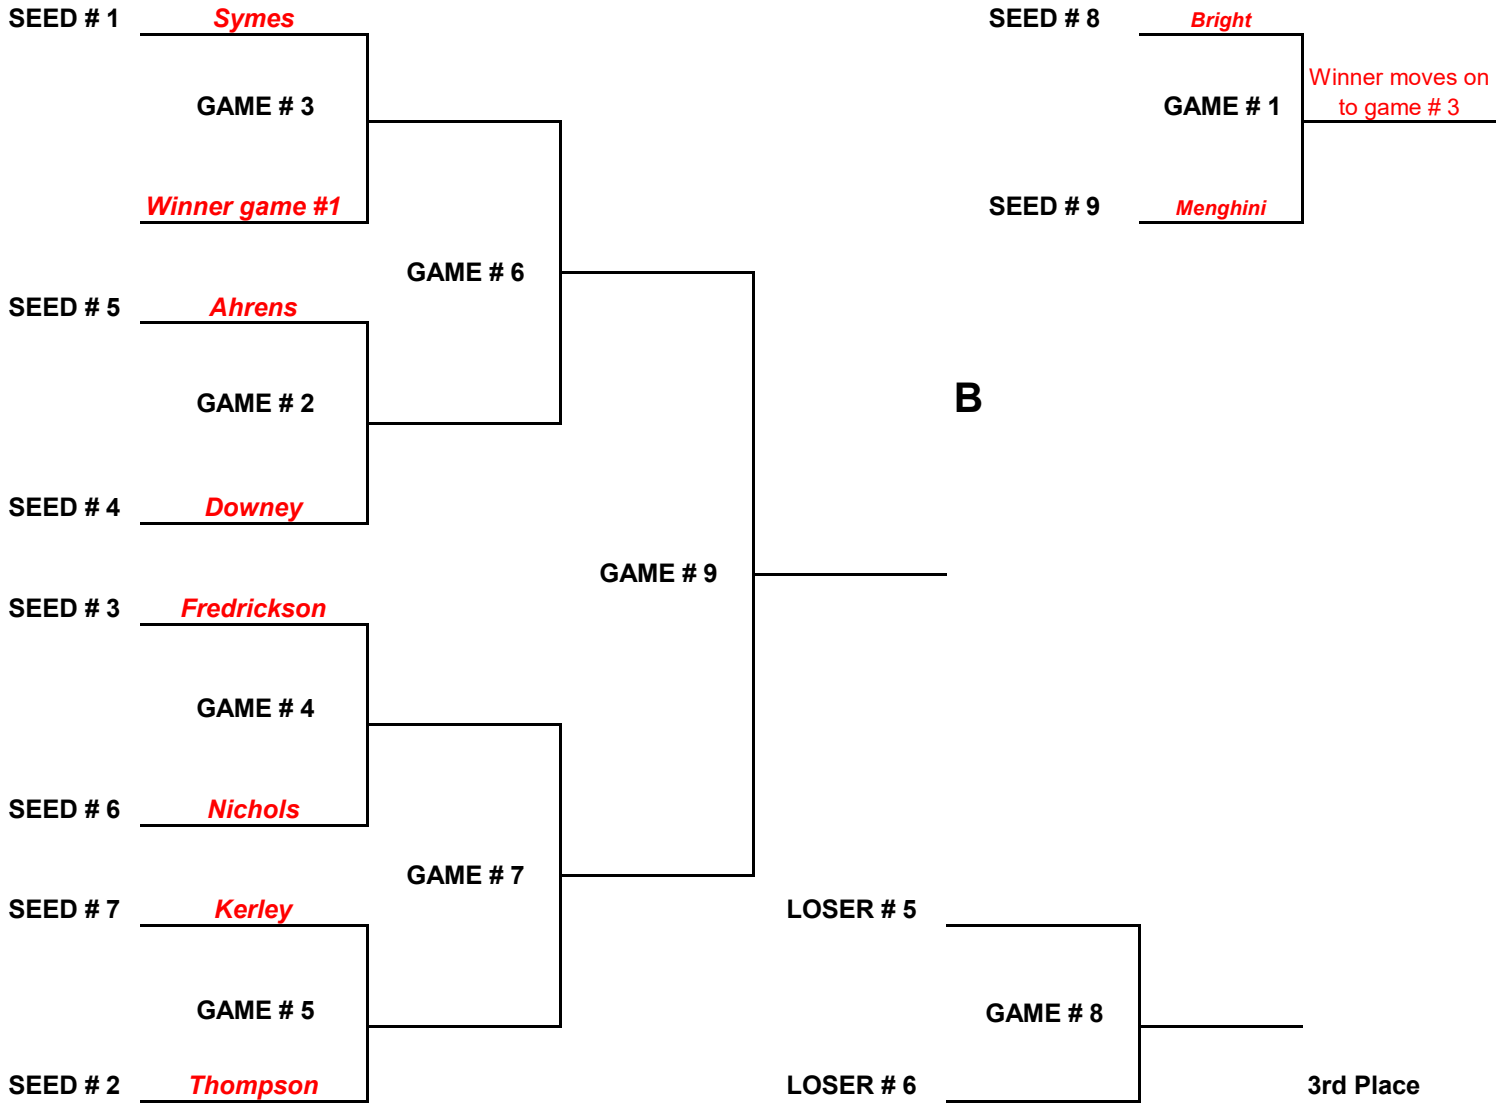 SEED # 1 Symes
SEED # 8 Bright
GAME # 3
GAME # 1
Winner moves on
to game # 3
Winner game #1
SEED # 9 Menghini
GAME # 6
SEED # 5 Ahrens
GAME # 2
B
SEED # 4 Downey
GAME # 9
SEED # 3 Fredrickson
GAME # 4
SEED # 6 Nichols
GAME # 7
SEED # 7 Kerley
LOSER # 5
GAME # 5
GAME # 8
SEED # 2 Thompson
LOSER # 6
3rd Place